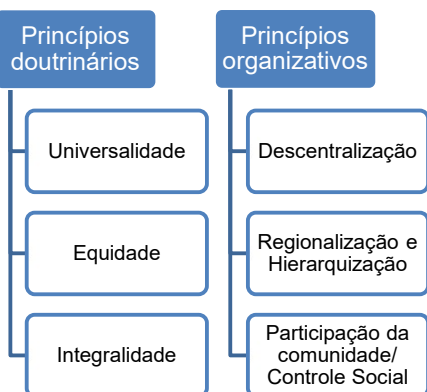 Princípios
doutrinários
Universalidade
Equidade
Integralidade
Princípios
organizativos
Descentralização
Regionalização e
Hierarquização
Participação da
comunidade/
Controle Social